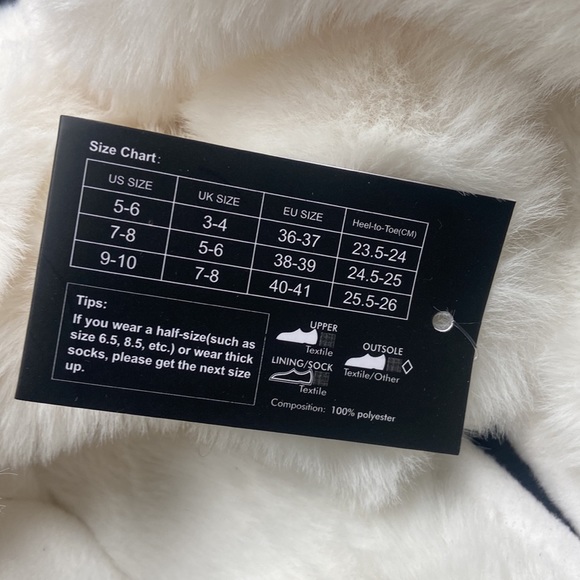 Size Chart:
US SIZE UK SIZE EU SIZE Heel-to-Toe(CM)
5-6 3-4 36-37 23.5-24
7-8 5-6 38-39 24.5-25
9-10 7-8 40-41 25.5-26
Tips:
If you wear a half-size(such as
size 6.5, 8.5, etc.) or wear thick
socks, please get the next size
up.
UPPER
Textile
LINING/SOCK
Textile
OUTSOLE
Textile/Other
Composition: 100% polyester